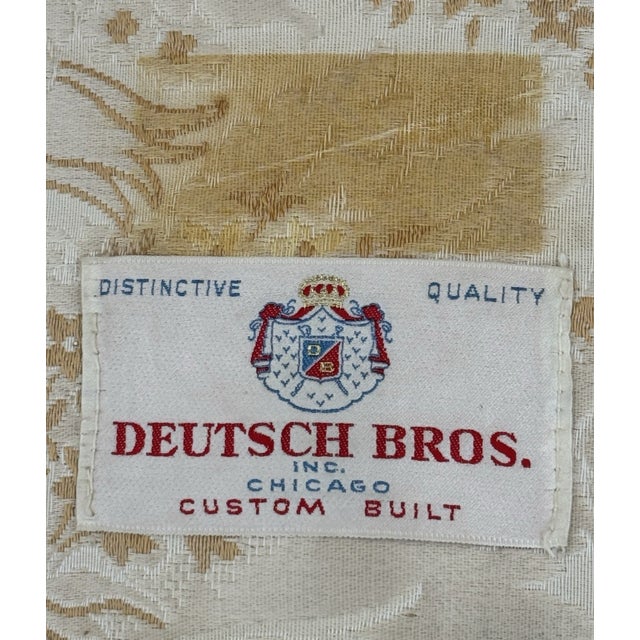 DISTINCTIVE QUALITY
D B
DEUTSCH BROS.
INC.
CHICAGO
CUSTOM BUILT